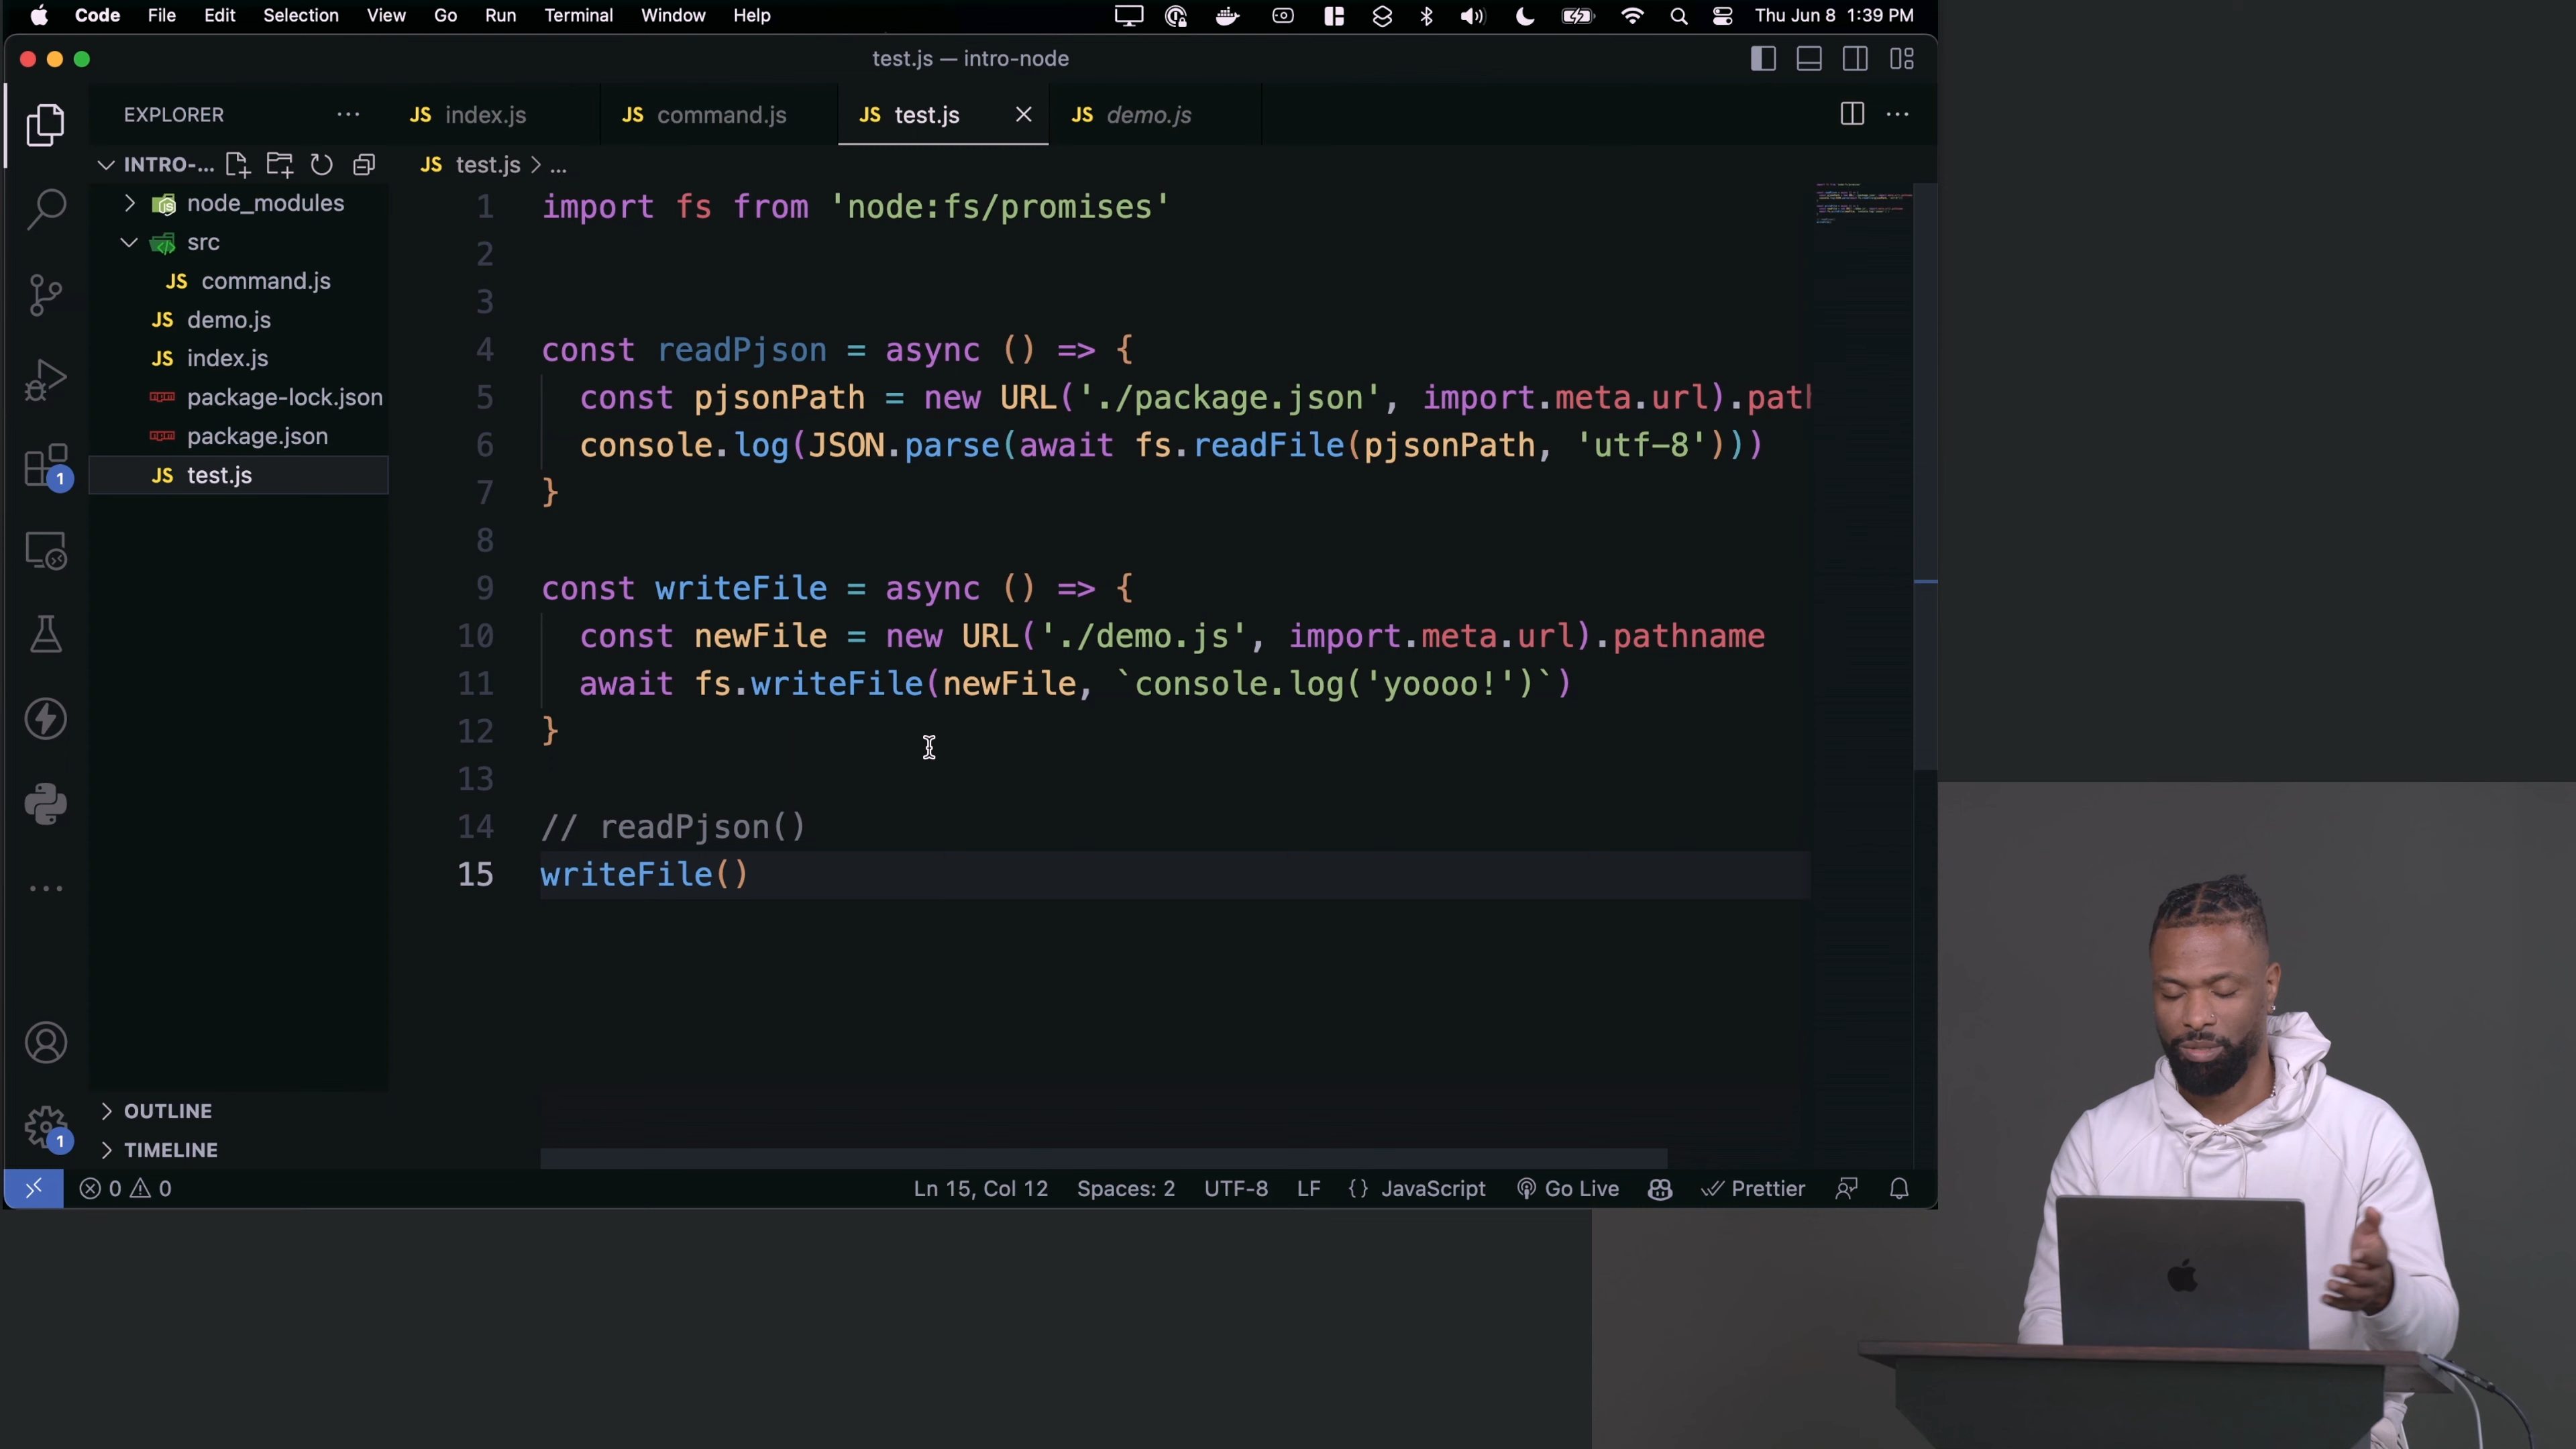 Code File Edit Selection View Go Run Terminal Window Help Thu Jun 8 1:39 PM
test.js — intro-node
EXPLORER
INTRO-...
node_modules
src
JS command.js
JS demo.js
JS index.js
package-lock.json
package.json
JS test.js
OUTLINE
TIMELINE
1
1
JS index.js JS command.js JS test.js JS demo.js
JS test.js > ...
1 import fs from 'node:fs/promises'
2
3
4 const readPjson = async () => {
5 const pjsonPath = new URL('./package.json', import.meta.url).path
6 console.log(JSON.parse(await fs.readFile(pjsonPath, 'utf-8')))
7 }
8
9 const writeFile = async () => {
10 const newFile = new URL('./demo.js', import.meta.url).pathname
11 await fs.writeFile(newFile, `console.log('yoooo!')`)
12 }
13
14 // readPjson()
15 writeFile()
0 0 Ln 15, Col 12 Spaces: 2 UTF-8 LF {} JavaScript Go Live Prettier